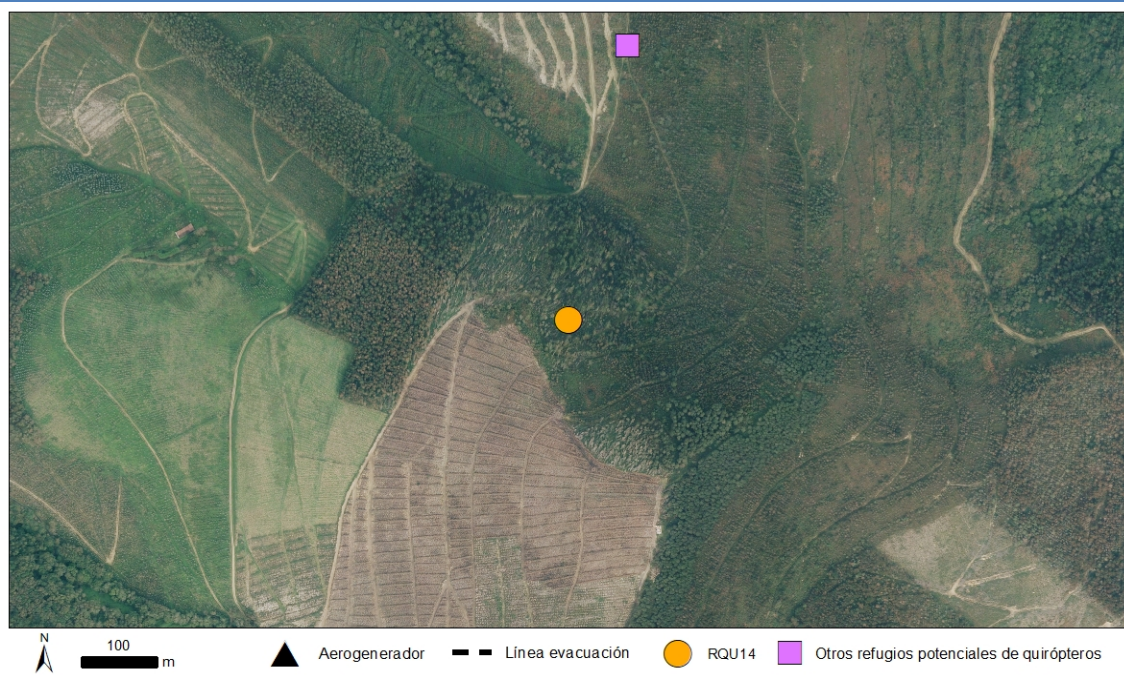 N
100
m
Aerogenerador
Línea evacuación
RQU14
Otros refugios potenciales de quirópteros